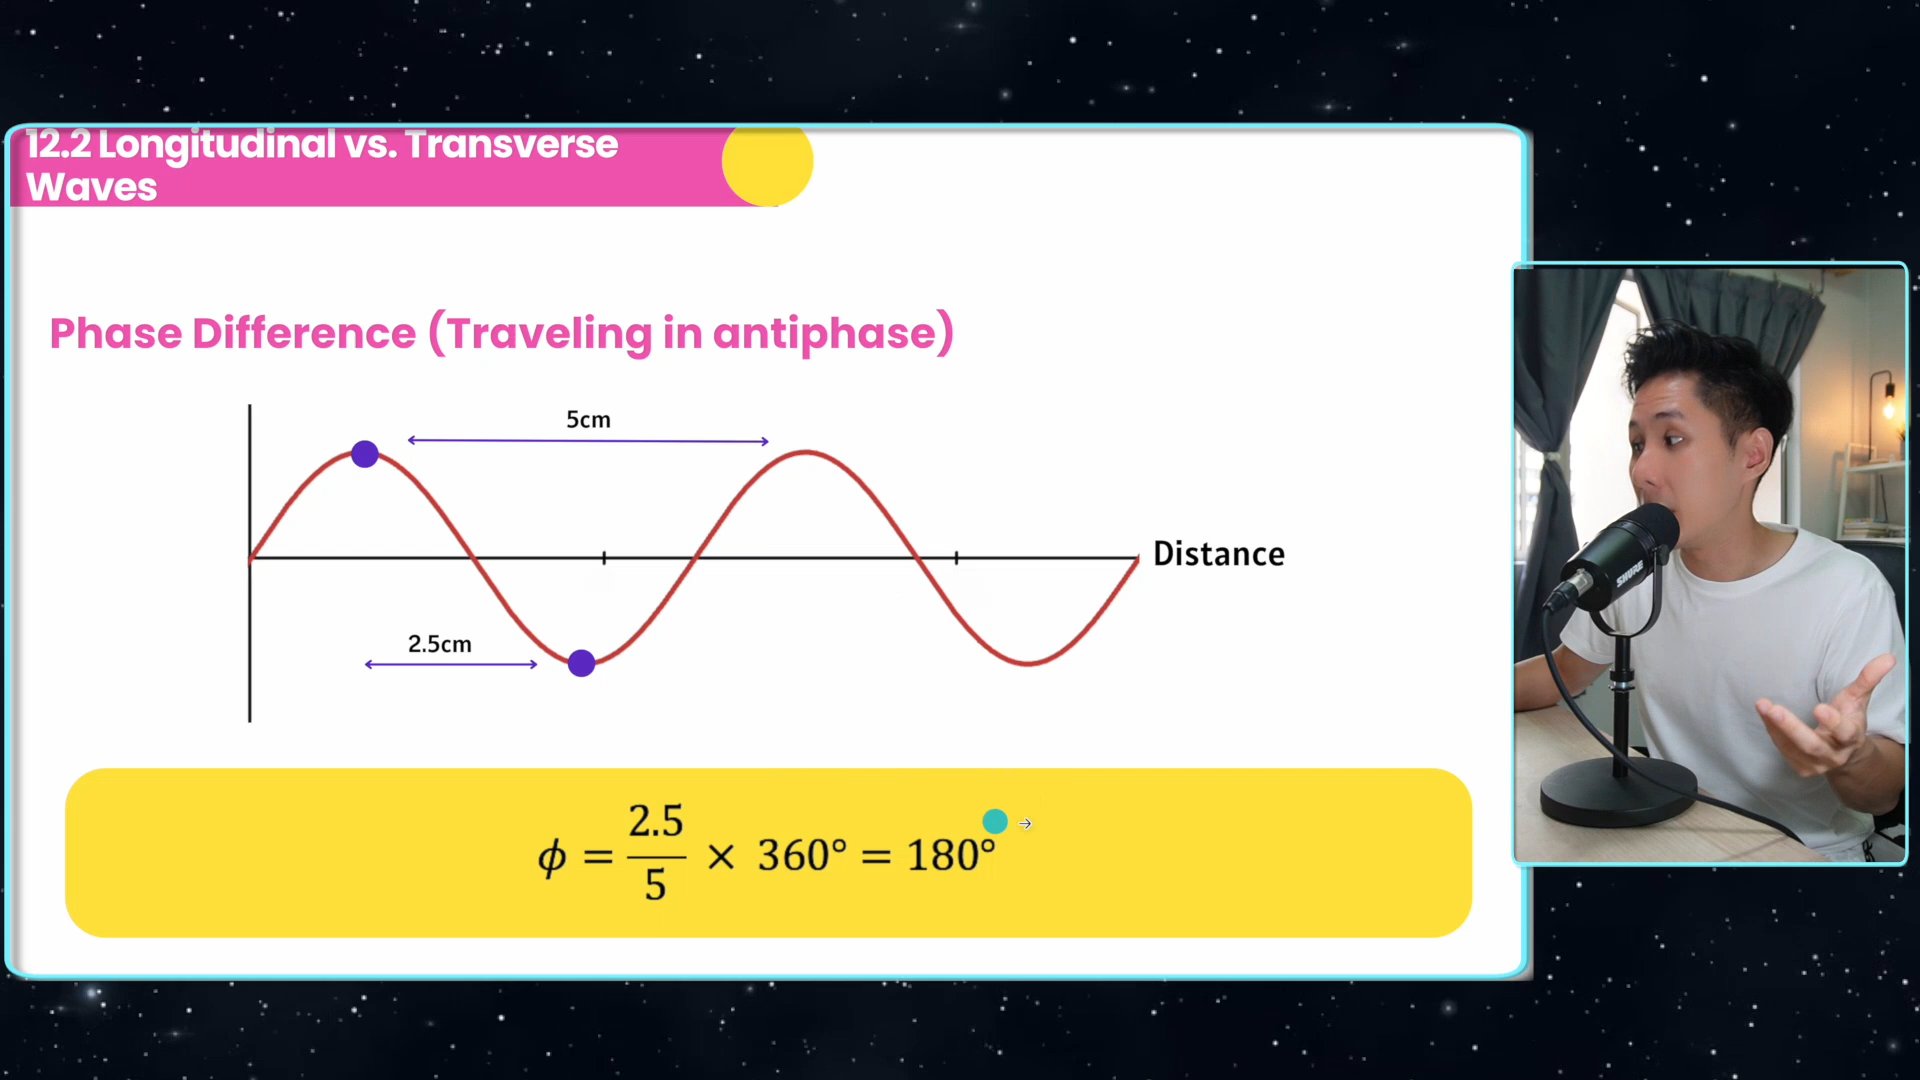 12.2 Longitudinal vs. Transverse
Waves
Phase Difference (Traveling in antiphase)
5cm
Distance
2.5cm
ϕ = 2.5/5 × 360° = 180°
SHURE